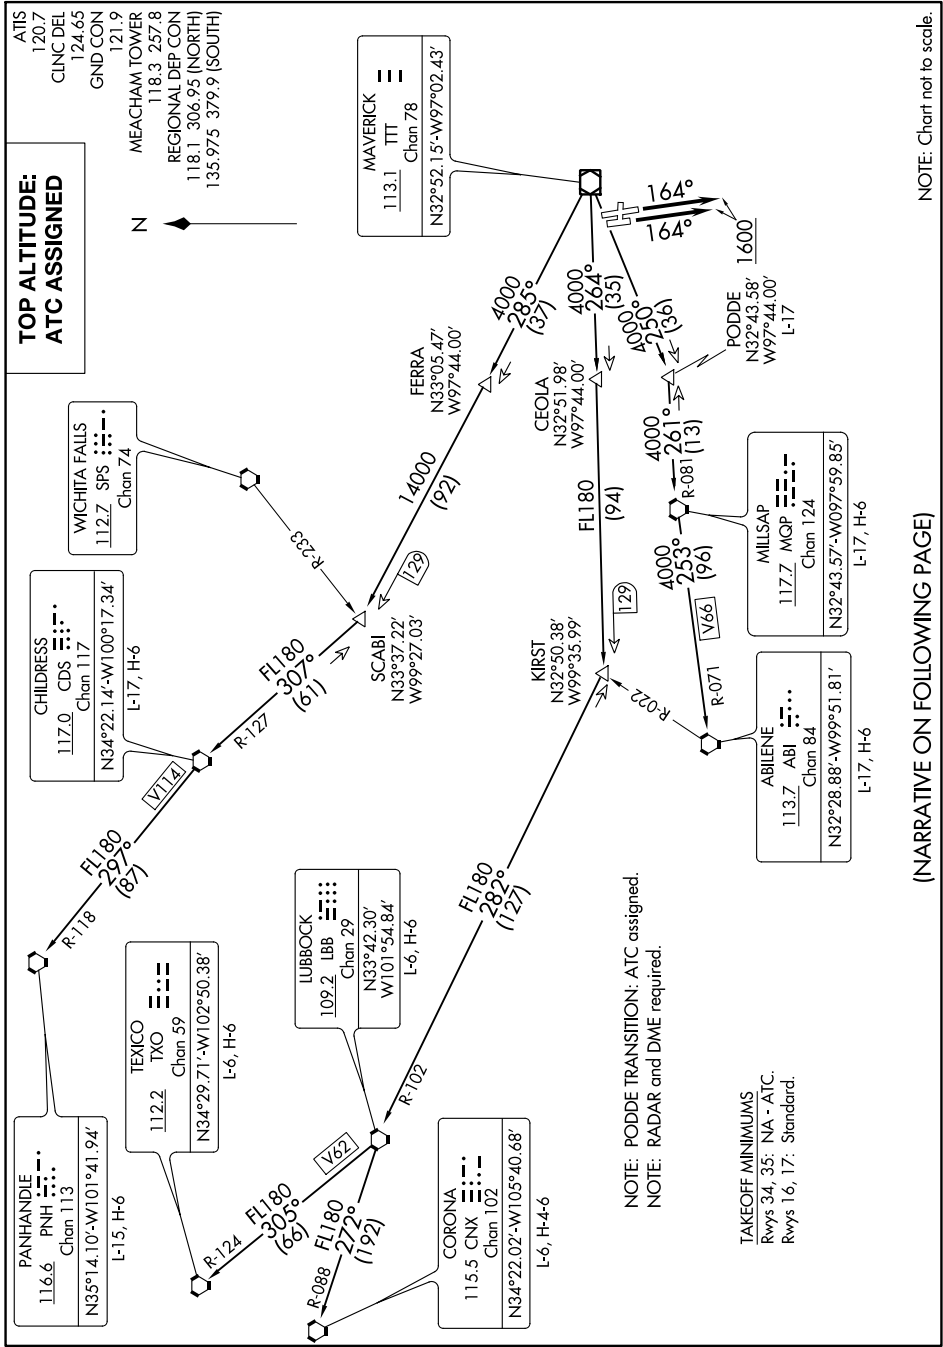 TOP ALTITUDE:
ATC ASSIGNED
ATIS
120.7
CLNC DEL
124.65
GND CON
121.9
MEACHAM TOWER
118.3 257.8
REGIONAL DEP CON
118.1 306.95 (NORTH)
135.975 379.9 (SOUTH)
N
MAVERICK
113.1 TTT
Chan 78
N32°52.15'-W97°02.43'
164°
164°
1600
4000
285°
(37)
4000
264°
(35)
4000
250°
(36)
FERRA
N33°05.47'
W97°44.00'
CEOLA
N32°51.98'
W97°44.00'
PODDE
N32°43.58'
W97°44.00'
L-17
WICHITA FALLS
112.7 SPS
Chan 74
R-233
14000
(92)
129
SCABI
N33°37.22'
W99°27.03'
FL180
(94)
129
KIRST
N32°50.38'
W99°35.99'
4000
261°
(13)
R-081
MILLSAP
117.7 MQP
Chan 124
N32°43.57'-W097°59.85'
L-17, H-6
4000
253°
(96)
V66
R-071
R-022
ABILENE
113.7 ABI
Chan 84
N32°28.88'-W99°51.81'
L-17, H-6
CHILDRESS
117.0 CDS
Chan 117
N34°22.14'-W100°17.34'
L-17, H-6
FL180
307°
(61)
R-127
V114
FL180
297°
(87)
R-118
PANHANDLE
116.6 PNH
Chan 113
N35°14.10'-W101°41.94'
L-15, H-6
TEXICO
112.2 TXO
Chan 59
N34°29.71'-W102°50.38'
L-6, H-6
LUBBOCK
109.2 LBB
Chan 29
N33°42.30'
W101°54.84'
L-6, H-6
FL180
282°
(127)
R-102
V62
FL180
305°
(66)
R-124
FL180
272°
(192)
R-088
CORONA
115.5 CNX
Chan 102
N34°22.02'-W105°40.68'
L-6, H-4-6
NOTE: PODDE TRANSITION: ATC assigned.
NOTE: RADAR and DME required.
TAKEOFF MINIMUMS
Rwys 34, 35: NA - ATC.
Rwys 16, 17: Standard.
NOTE: Chart not to scale.
(NARRATIVE ON FOLLOWING PAGE)